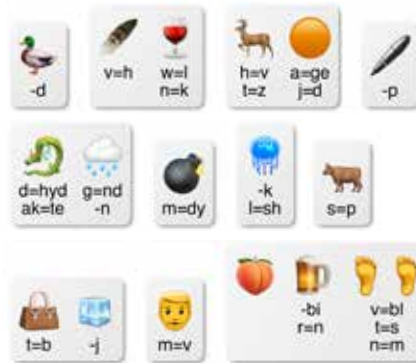 -d
v=h w=l
n=k
h=v a=ge
t=z j=d
-p
d=hyd g=nd
ak=te -n
m=dy
-k
l=sh
s=p
t=b -j
m=v
-bi v=bl
r=n t=s
n=m